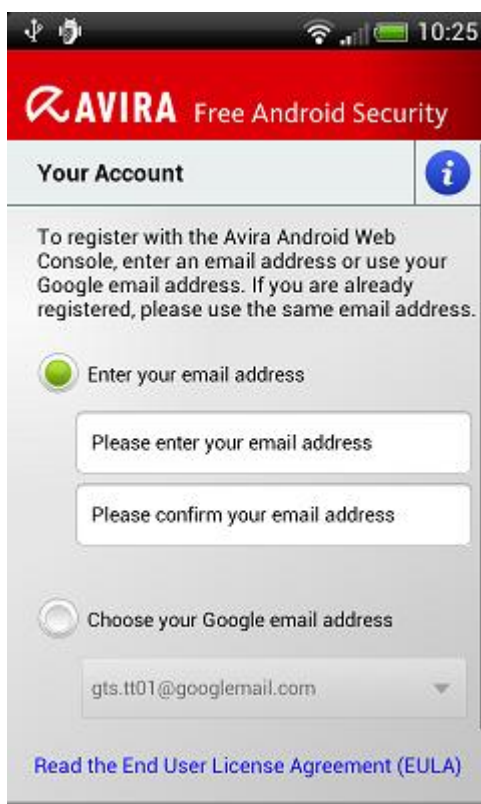 10:25
AVIRA Free Android Security
Your Account
i
To register with the Avira Android Web
Console, enter an email address or use your
Google email address. If you are already
registered, please use the same email address.
Enter your email address
Please enter your email address
Please confirm your email address
Choose your Google email address
gts.tt01@googlemail.com
Read the End User License Agreement (EULA)